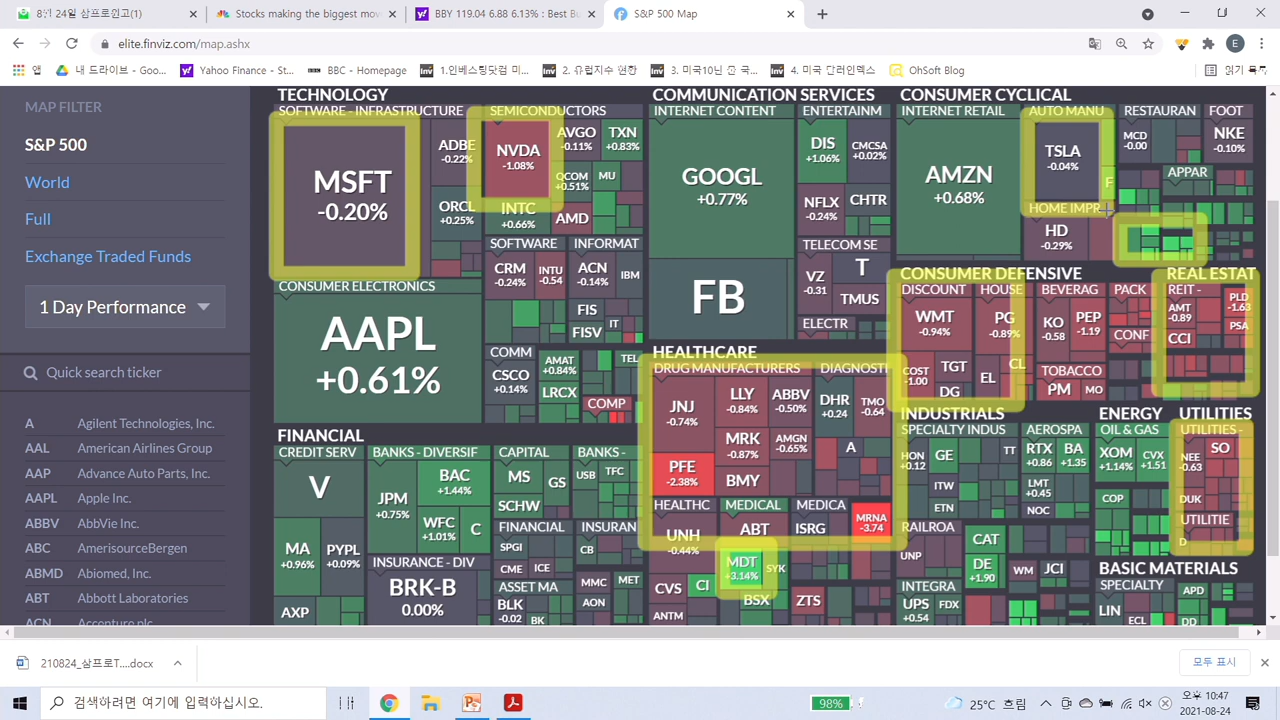 8월 24일 삼프로원고(1)
Stocks making the biggest mov
BBY 119.04 6.88 6.13% : Best Bu
S&P 500 Map
elite.finviz.com/map.ashx
E
앱
내 드라이브 - Goo...
Yahoo Finance - St...
BBC - Homepage
1.인베스팅닷컴 미...
2. 유럽지수 현황
3. 미국10년 물 국...
4. 미국 단러인덱스
OhSoft Blog
읽기 목록
MAP FILTER
S&P 500
World
Full
Exchange Traded Funds
1 Day Performance
Quick search ticker
A Agilent Technologies, Inc.
AAL American Airlines Group
AAP Advance Auto Parts, Inc.
AAPL Apple Inc.
ABBV AbbVie Inc.
ABC AmerisourceBergen
ABMD Abiomed, Inc.
ABT Abbott Laboratories
ACN Accenture plc
TECHNOLOGY
SOFTWARE - INFRASTRUCTURE
MSFT
-0.20%
ADBE
-0.22%
ORCL
+0.25%
SEMICONDUCTORS
NVDA
-1.08%
AVGO
-0.11%
TXN
+0.83%
QCOM
+0.51%
MU
INTC
+0.66%
AMD
CONSUMER ELECTRONICS
AAPL
+0.61%
SOFTWARE
CRM
-0.24%
INTU
-0.54
INFORMAT
ACN
-0.14%
IBM
FIS
FISV
IT
COMM
CSCO
+0.14%
AMAT
+0.84%
LRCX
TEL
COMP
COMMUNICATION SERVICES
INTERNET CONTENT
GOOGL
+0.77%
FB
ENTERTAINM
DIS
+1.06%
CMCSA
+0.02%
NFLX
-0.24%
CHTR
TELECOM SE
VZ
-0.31
T
TMUS
ELECTR
CONSUMER CYCLICAL
INTERNET RETAIL
AMZN
+0.68%
AUTO MANU
TSLA
-0.04%
F
HOME IMPR
HD
-0.29%
RESTAURAN
MCD
-0.00
FOOT
NKE
-0.10%
APPAR
CONSUMER DEFENSIVE
DISCOUNT
WMT
-0.94%
COST
-1.00
TGT
DG
HOUSE
PG
-0.89%
EL
CL
BEVERAG
KO
-0.58
PEP
-1.19
PACK
CONF
TOBACCO
PM
MO
REAL ESTAT
REIT -
AMT
-0.89
PLD
-1.63
PSA
CCI
HEALTHCARE
DRUG MANUFACTURERS
JNJ
-0.74%
LLY
-0.84%
ABBV
-0.50%
PFE
-2.38%
MRK
-0.87%
AMGN
-0.65%
BMY
DIAGNOSTI
DHR
+0.24
TMO
-0.64
A
HEALTHC
UNH
-0.44%
CVS
CI
ANTM
MEDICAL
ABT
MDT
+3.14%
SYK
BSX
MEDICA
ISRG
MRNA
-3.74
ZTS
FINANCIAL
CREDIT SERV
V
MA
+0.96%
PYPL
+0.09%
AXP
BANKS - DIVERSIF
JPM
+0.75%
BAC
+1.44%
WFC
+1.01%
C
INSURANCE - DIV
BRK-B
0.00%
CAPITAL
MS
GS
SCHW
BANKS -
USB
TFC
FINANCIAL
SPGI
CME
ICE
INSURAN
CB
ASSET MA
BLK
-0.02
BK
MMC
MET
AON
INDUSTRIALS
SPECIALTY INDUS
HON
+0.12
GE
TT
ITW
ETN
AEROSPA
RTX
+0.86
BA
+1.35
LMT
+0.45
NOC
RAILROA
UNP
CAT
DE
+1.90
WM
JCI
INTEGRA
UPS
+0.54
FDX
ENERGY
OIL & GAS
XOM
+1.14%
CVX
+1.51
COP
UTILITIES
UTILITIES -
NEE
-0.63
SO
DUK
UTILITIE
D
BASIC MATERIALS
SPECIALTY
LIN
ECL
APD
DD
210824_삼프로T....docx
모두 표시
검색하려면 여기에 입력하십시오.
98%
25°C 흐림
오후 10:47
2021-08-24